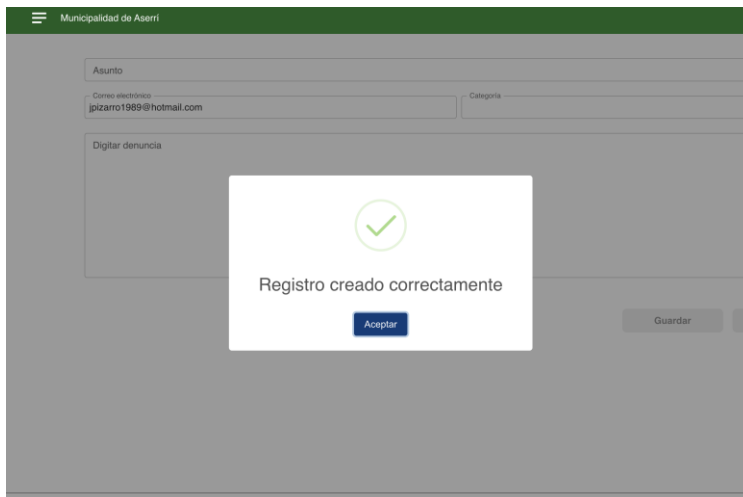 Municipalidad de Aserrí
Asunto
Correo electrónico
jpizarro1989@hotmail.com
Categoría
Digitar denuncia
Registro creado correctamente
Aceptar
Guardar